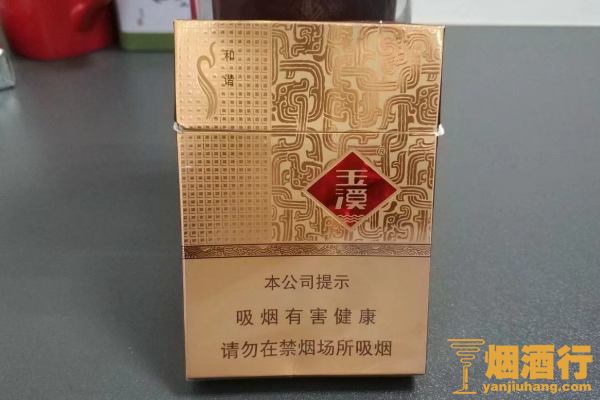 和谐
玉溪
本公司提示
吸烟有害健康
请勿在禁烟场所吸烟
烟酒行
yanjiuhang.com